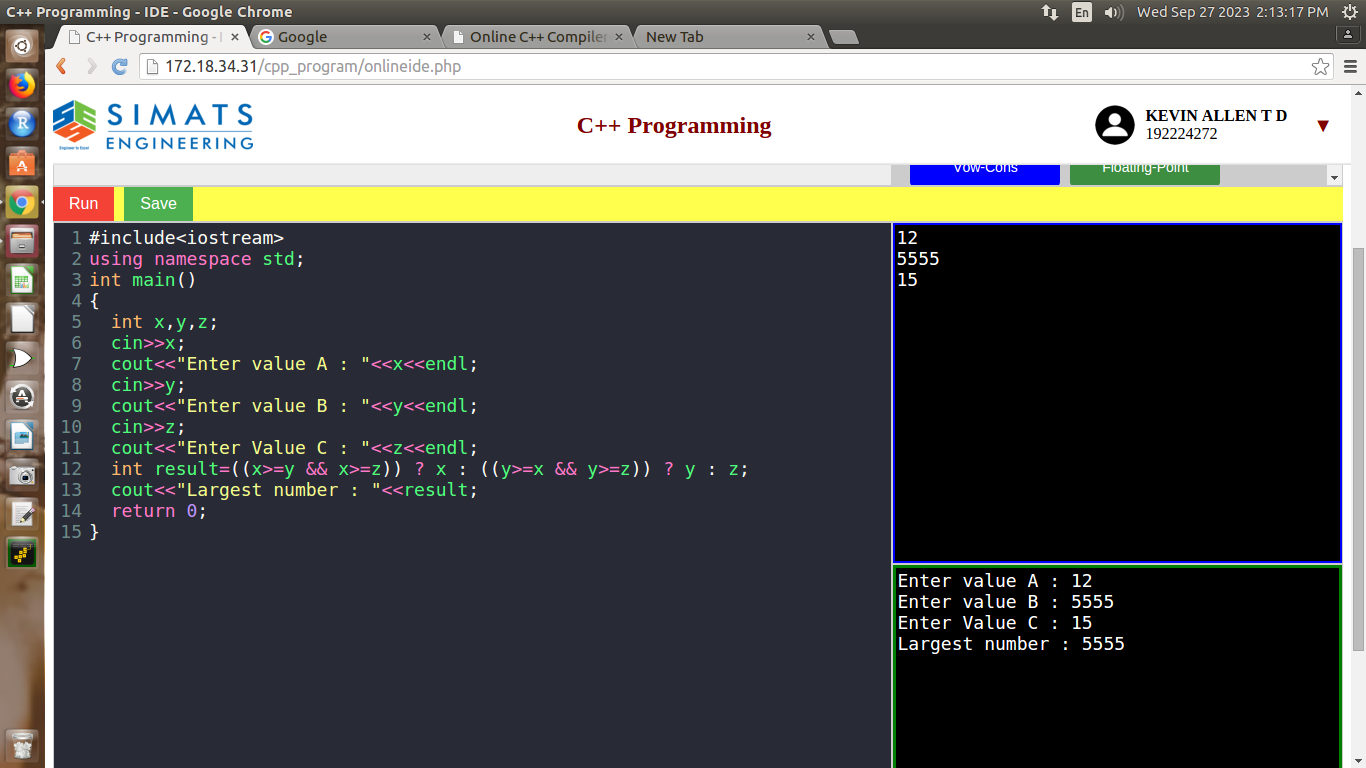 C++ Programming - IDE - Google Chrome
En
Wed Sep 27 2023 2:13:17 PM
C++ Programming - I
Google
Online C++ Compiler
New Tab
172.18.34.31/cpp_program/onlineide.php
SIMATS
ENGINEERING
Engineer to Excel
C++ Programming
KEVIN ALLEN T D
192224272
Vow-Cons
Floating-Point
Run
Save
1 #include<iostream>
2 using namespace std;
3 int main()
4 {
5   int x,y,z;
6   cin>>x;
7   cout<<"Enter value A : "<<x<<endl;
8   cin>>y;
9   cout<<"Enter value B : "<<y<<endl;
10   cin>>z;
11   cout<<"Enter Value C : "<<z<<endl;
12   int result=((x>=y && x>=z)) ? x : ((y>=x && y>=z)) ? y : z;
13   cout<<"Largest number : "<<result;
14   return 0;
15 }
12
5555
15
Enter value A : 12
Enter value B : 5555
Enter Value C : 15
Largest number : 5555